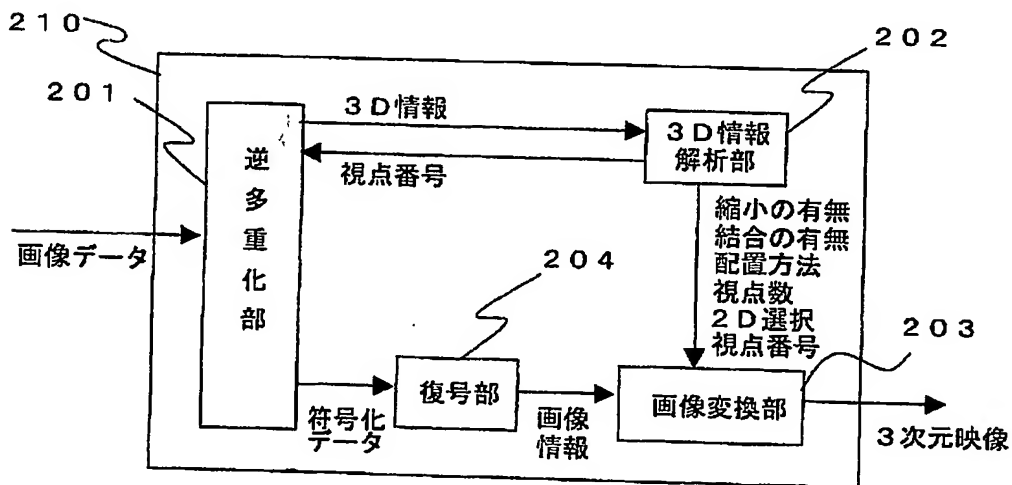 ２１０
２０２
２０１
３Ｄ情報
３Ｄ情報
解析部
視点番号
逆多重化部
画像データ
縮小の有無
結合の有無
配置方法
視点数
２Ｄ選択
視点番号
２０４
２０３
復号部
画像変換部
符号化
データ
画像
情報
３次元映像